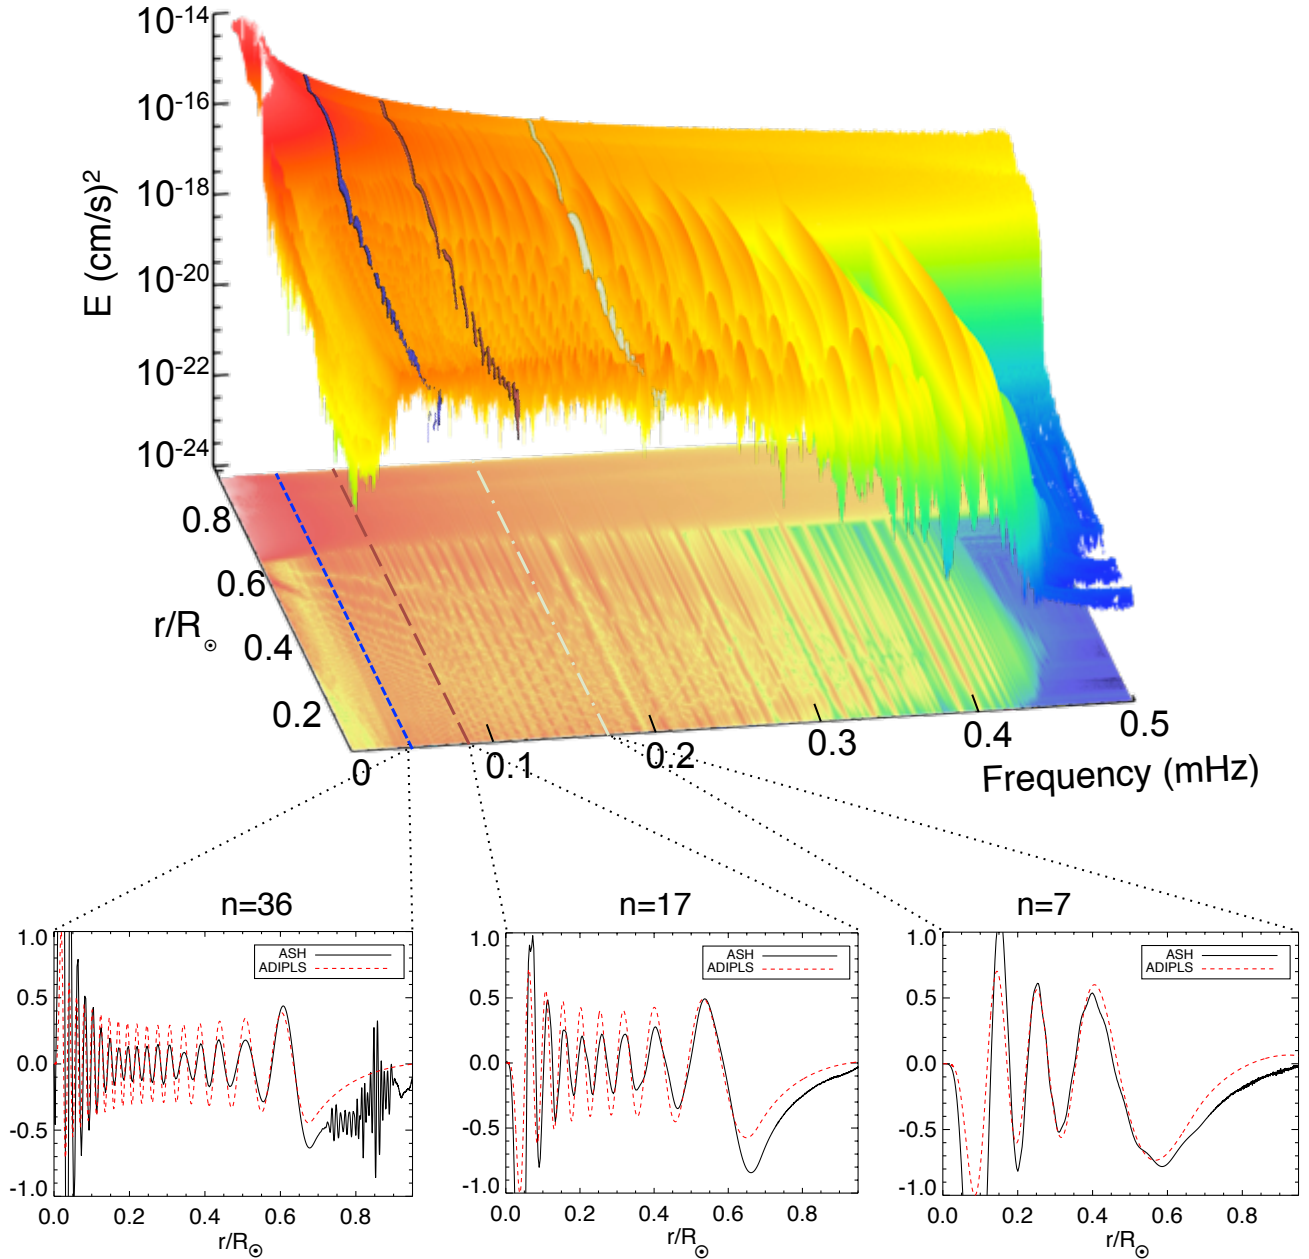 10-14
10-16
10-18
10-20
10-22
10-24
E (cm/s)2
0.8
0.6
0.4
0.2
r/R⊙
0
0.1
0.2
0.3
0.4
0.5
Frequency (mHz)
n=36
n=17
n=7
1.0
0.5
0.0
-0.5
-1.0
ASH
ADIPLS
0.0 0.2 0.4 0.6 0.8
r/R⊙
1.0
0.5
0.0
-0.5
-1.0
ASH
ADIPLS
0.0 0.2 0.4 0.6 0.8
r/R⊙
1.0
0.5
0.0
-0.5
-1.0
ASH
ADIPLS
0.0 0.2 0.4 0.6 0.8
r/R⊙